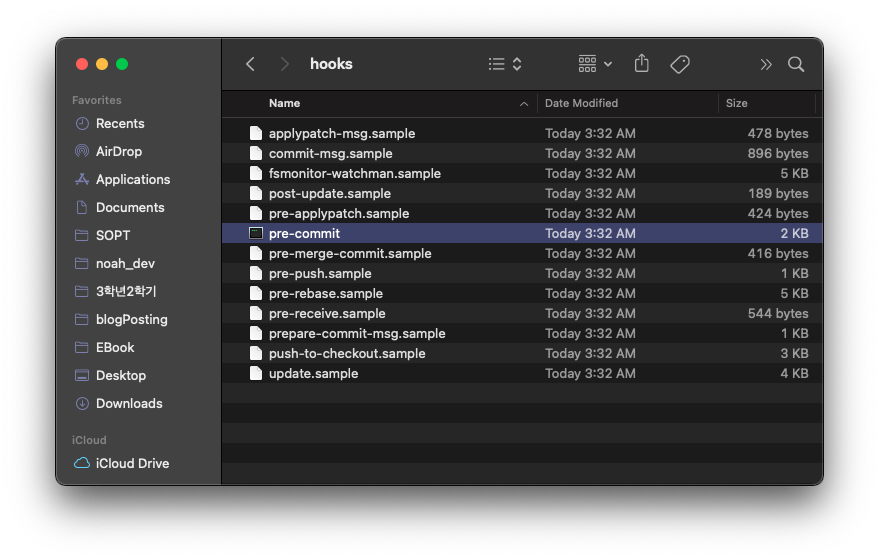 hooks
Favorites
Recents
AirDrop
Applications
Documents
SOPT
noah_dev
3학년2학기
blogPosting
EBook
Desktop
Downloads
iCloud
iCloud Drive
Name Date Modified Size
applypatch-msg.sample Today 3:32 AM 478 bytes
commit-msg.sample Today 3:32 AM 896 bytes
fsmonitor-watchman.sample Today 3:32 AM 5 KB
post-update.sample Today 3:32 AM 189 bytes
pre-applypatch.sample Today 3:32 AM 424 bytes
pre-commit Today 3:32 AM 2 KB
pre-merge-commit.sample Today 3:32 AM 416 bytes
pre-push.sample Today 3:32 AM 1 KB
pre-rebase.sample Today 3:32 AM 5 KB
pre-receive.sample Today 3:32 AM 544 bytes
prepare-commit-msg.sample Today 3:32 AM 1 KB
push-to-checkout.sample Today 3:32 AM 3 KB
update.sample Today 3:32 AM 4 KB